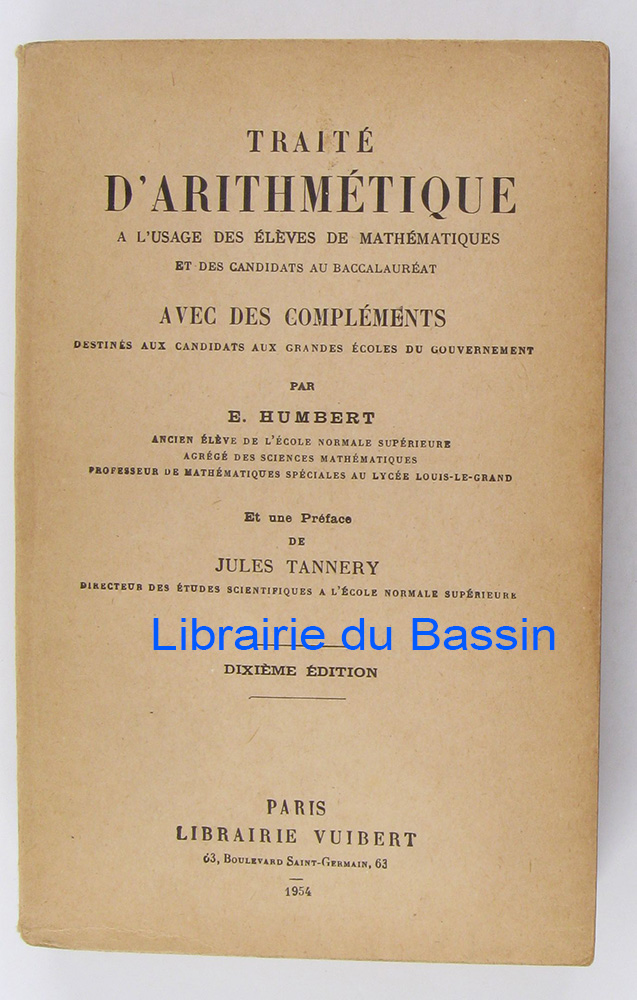 TRAITÉ
D'ARITHMÉTIQUE
A L'USAGE DES ÉLÈVES DE MATHÉMATIQUES
ET DES CANDIDATS AU BACCALAURÉAT
AVEC DES COMPLÉMENTS
DESTINÉS AUX CANDIDATS AUX GRANDES ÉCOLES DU GOUVERNEMENT
PAR
E. HUMBERT
ANCIEN ÉLÈVE DE L'ÉCOLE NORMALE SUPÉRIEURE
AGRÉGÉ DES SCIENCES MATHÉMATIQUES
PROFESSEUR DE MATHÉMATIQUES SPÉCIALES AU LYCÉE LOUIS-LE-GRAND
Et une Préface
DE
JULES TANNERY
DIRECTEUR DES ÉTUDES SCIENTIFIQUES A L'ÉCOLE NORMALE SUPÉRIEURE
Librairie du Bassin
DIXIÈME ÉDITION
PARIS
LIBRAIRIE VUIBERT
63, BOULEVARD SAINT-GERMAIN, 63
1954